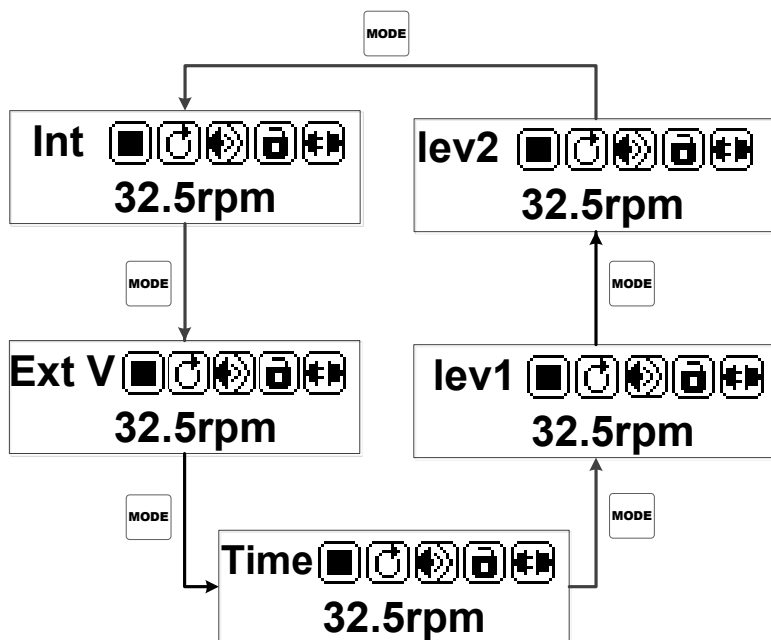 MODE
Int
32.5rpm
lev2
32.5rpm
MODE
MODE
Ext V
32.5rpm
lev1
32.5rpm
MODE
MODE
Time
32.5rpm